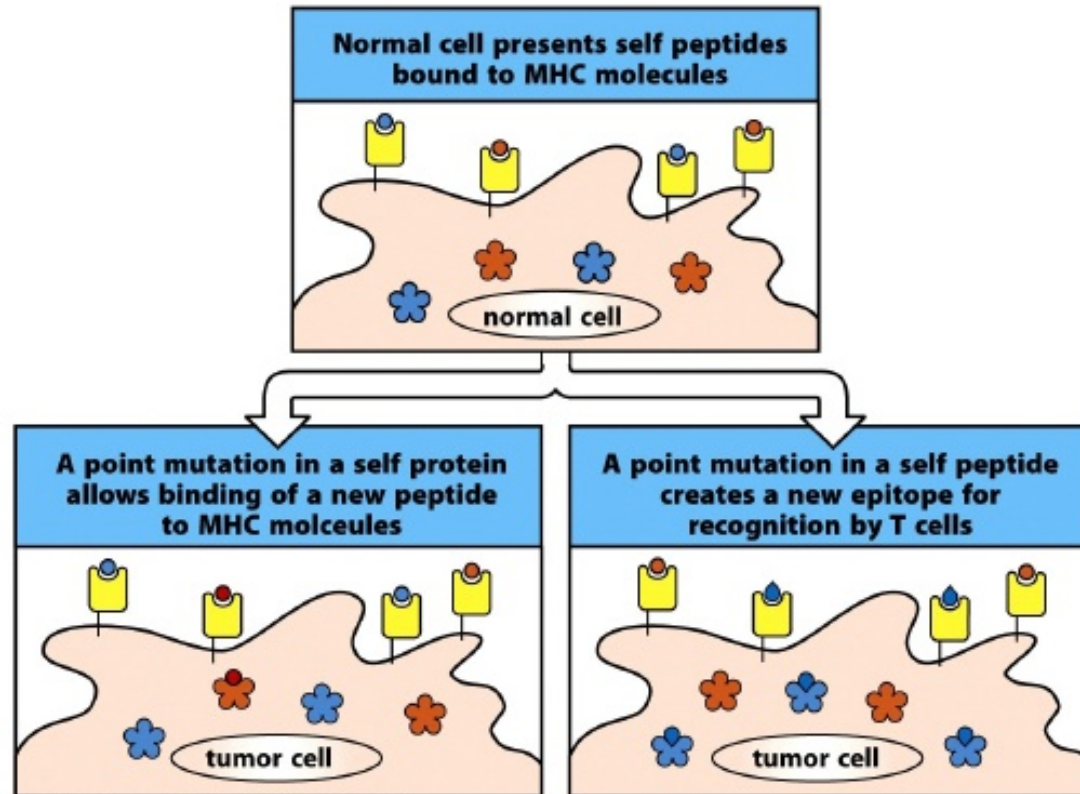 Normal cell presents self peptides
bound to MHC molecules
normal cell
A point mutation in a self protein
allows binding of a new peptide
to MHC molceules
tumor cell
A point mutation in a self peptide
creates a new epitope for
recognition by T cells
tumor cell